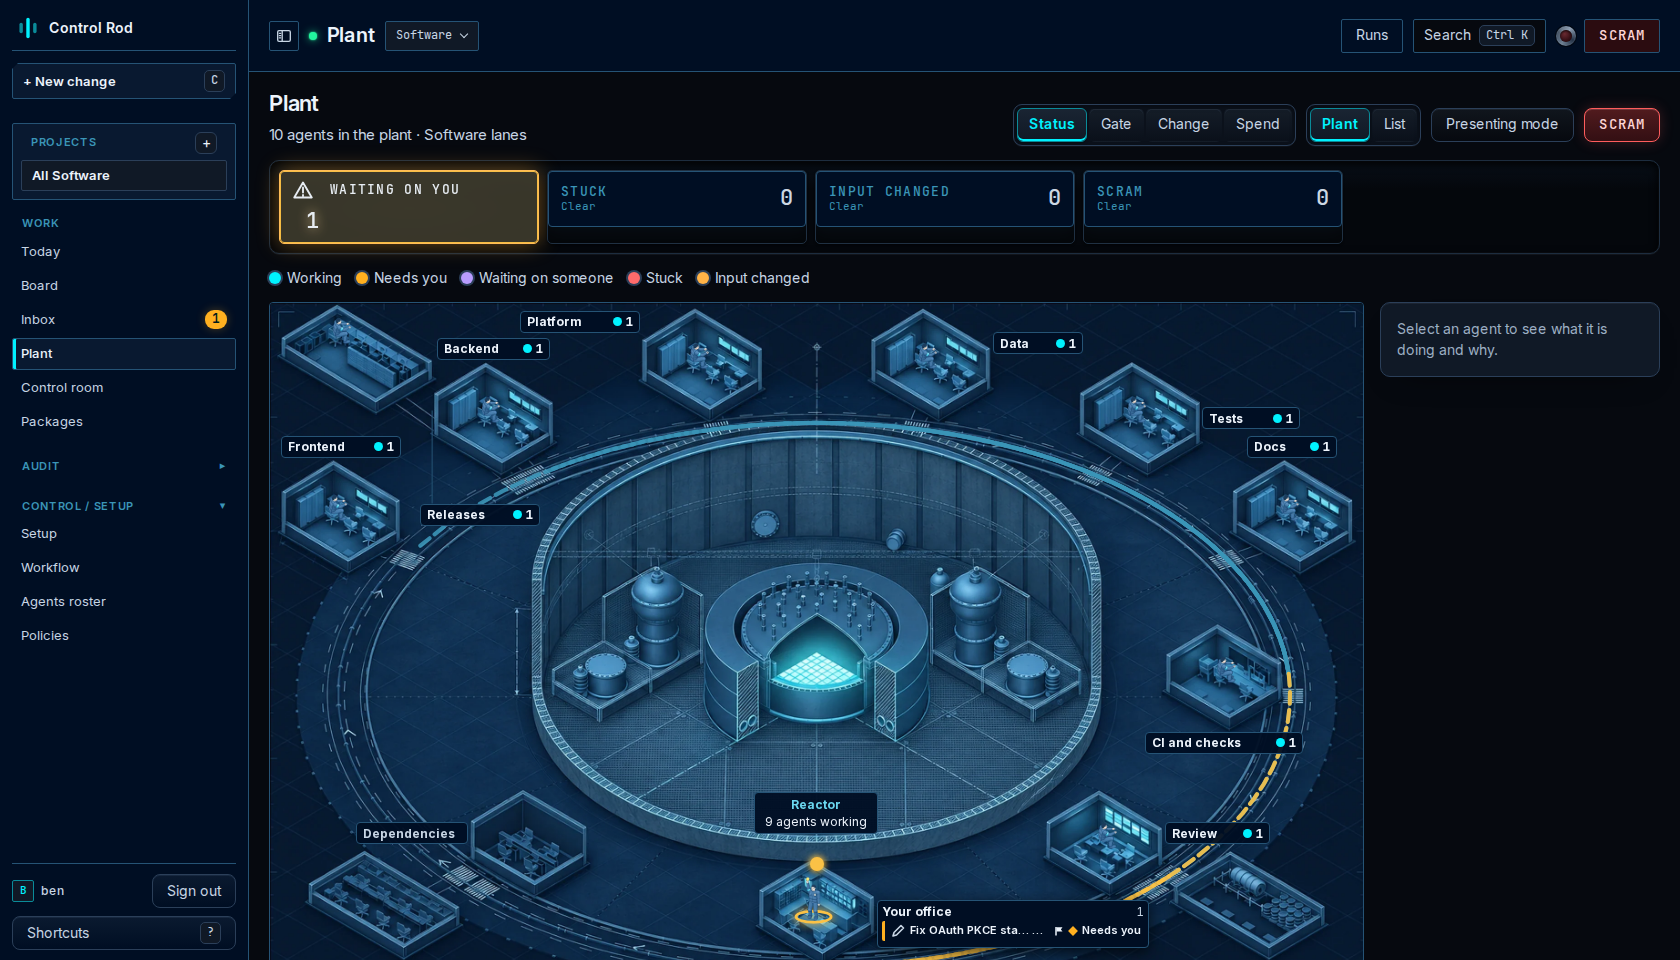 Control Rod
+ New change C
PROJECTS +
All Software
WORK
Today
Board
Inbox 1
Plant
Control room
Packages
AUDIT
CONTROL / SETUP
Setup
Workflow
Agents roster
Policies
B ben Sign out
Shortcuts ?
Plant Software
Runs Search Ctrl K SCRAM
Plant
10 agents in the plant · Software lanes
Status Gate Change Spend Plant List Presenting mode SCRAM
WAITING ON YOU
1
STUCK
Clear
0
INPUT CHANGED
Clear
0
SCRAM
Clear
0
Working Needs you Waiting on someone Stuck Input changed
Platform 1
Backend 1
Data 1
Tests 1
Frontend 1
Docs 1
Releases 1
CI and checks 1
Reactor
9 agents working
Dependencies
Review 1
Your office 1
Fix OAuth PKCE sta... ... Needs you
Select an agent to see what it is
doing and why.